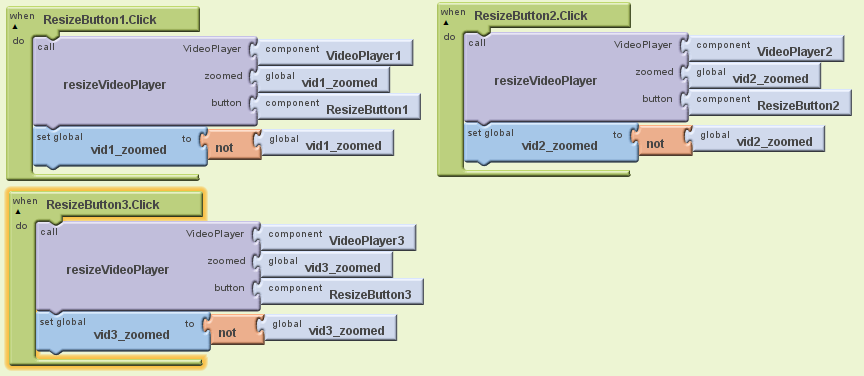 when ResizeButton1.Click
do
call resizeVideoPlayer
VideoPlayer component VideoPlayer1
zoomed global vid1_zoomed
button component ResizeButton1
set global vid1_zoomed to not global vid1_zoomed
when ResizeButton2.Click
do
call resizeVideoPlayer
VideoPlayer component VideoPlayer2
zoomed global vid2_zoomed
button component ResizeButton2
set global vid2_zoomed to not global vid2_zoomed
when ResizeButton3.Click
do
call resizeVideoPlayer
VideoPlayer component VideoPlayer3
zoomed global vid3_zoomed
button component ResizeButton3
set global vid3_zoomed to not global vid3_zoomed